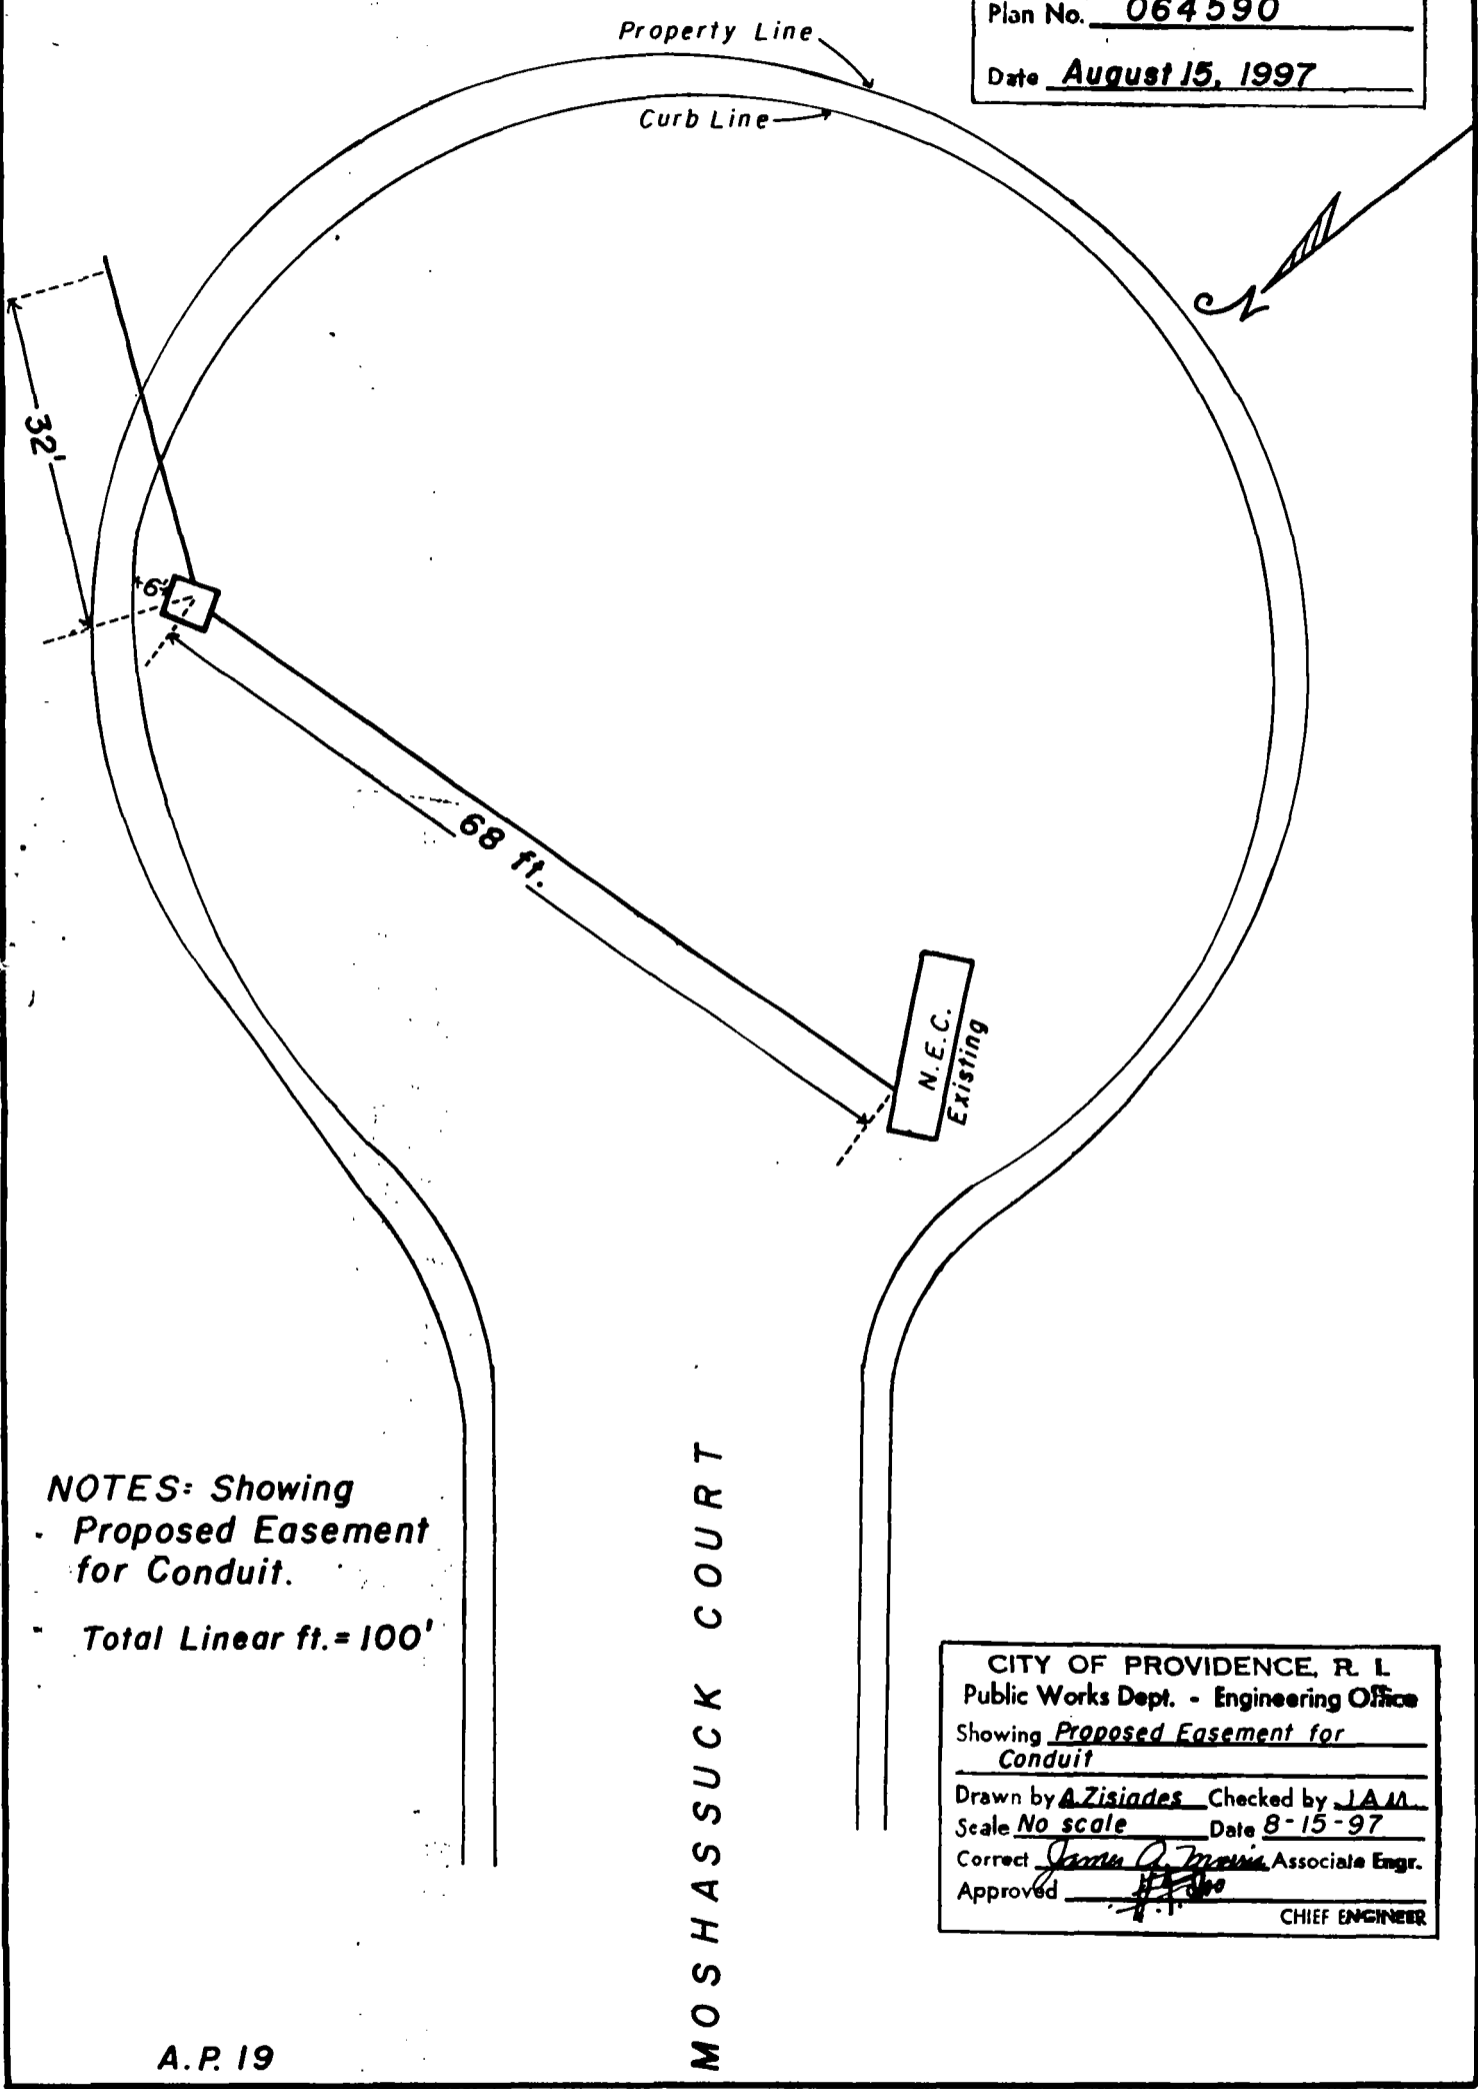 Plan No. 064590
Date August 15, 1997
Property Line
Curb Line
N
32'
6'
68 ft.
N.E.C.
Existing
NOTES: Showing
Proposed Easement
for Conduit.
Total Linear ft. = 100'
MOSHASSUCK COURT
CITY OF PROVIDENCE, R. I.
Public Works Dept. - Engineering Office
Showing Proposed Easement for
Conduit
Drawn by A. Zisiades Checked by J.A.M.
Scale No scale Date 8-15-97
Correct James A. Associate Engr.
Approved
CHIEF ENGINEER
A.P. 19